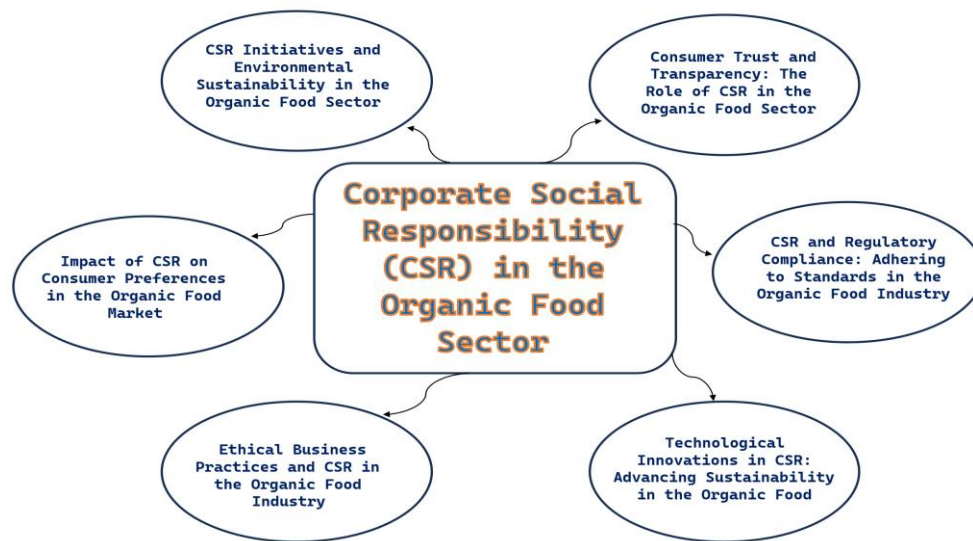 CSR Initiatives and
Environmental
Sustainability in the
Organic Food Sector
Consumer Trust and
Transparency: The
Role of CSR in the
Organic Food Sector
Corporate Social
Responsibility
(CSR) in the
Organic Food
Sector
Impact of CSR on
Consumer Preferences
in the Organic Food
Market
CSR and Regulatory
Compliance: Adhering
to Standards in the
Organic Food Industry
Ethical Business
Practices and CSR in
the Organic Food
Industry
Technological
Innovations in CSR:
Advancing Sustainability
in the Organic Food